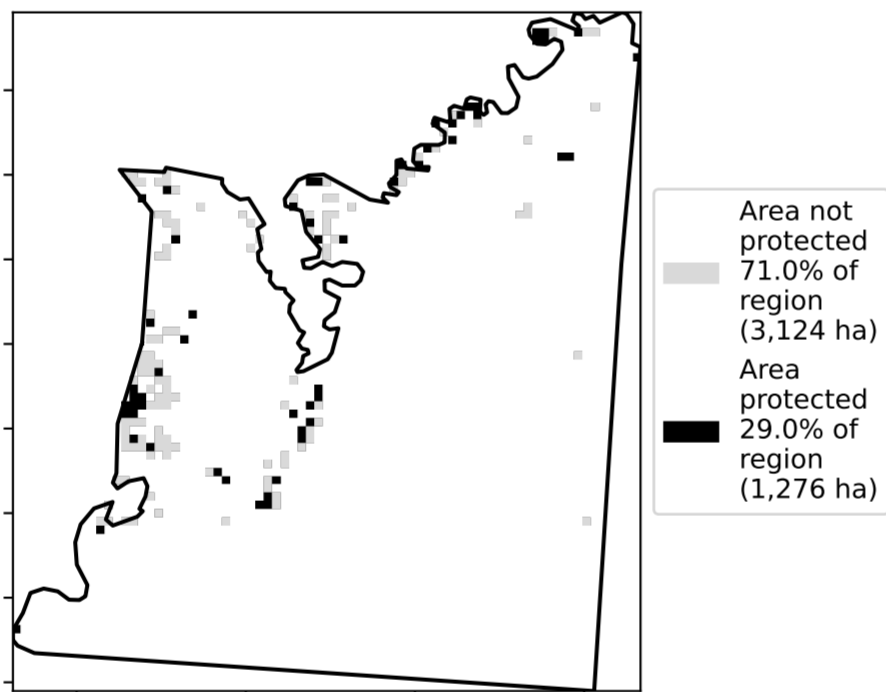 Area not
protected
71.0% of
region
(3,124 ha)
Area
protected
29.0% of
region
(1,276 ha)